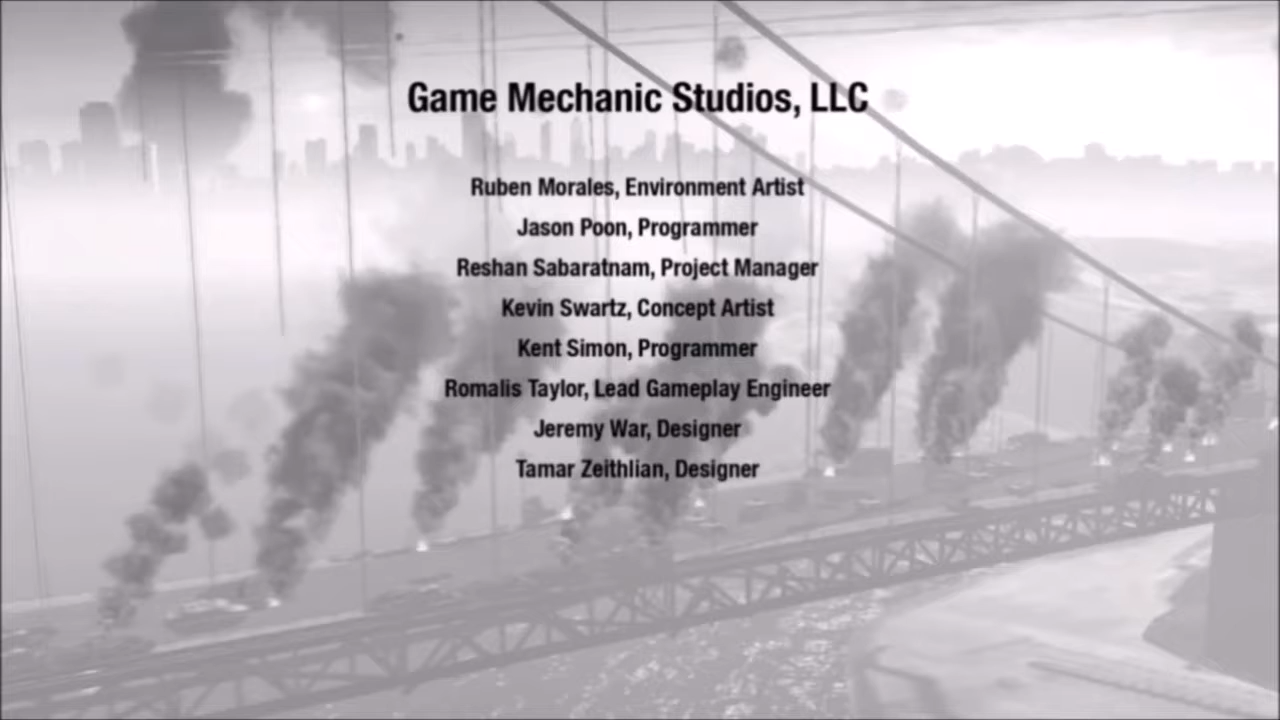 Game Mechanic Studios, LLC
Ruben Morales, Environment Artist
Jason Poon, Programmer
Reshan Sabaratnam, Project Manager
Kevin Swartz, Concept Artist
Kent Simon, Programmer
Romalis Taylor, Lead Gameplay Engineer
Jeremy War, Designer
Tamar Zeithlian, Designer